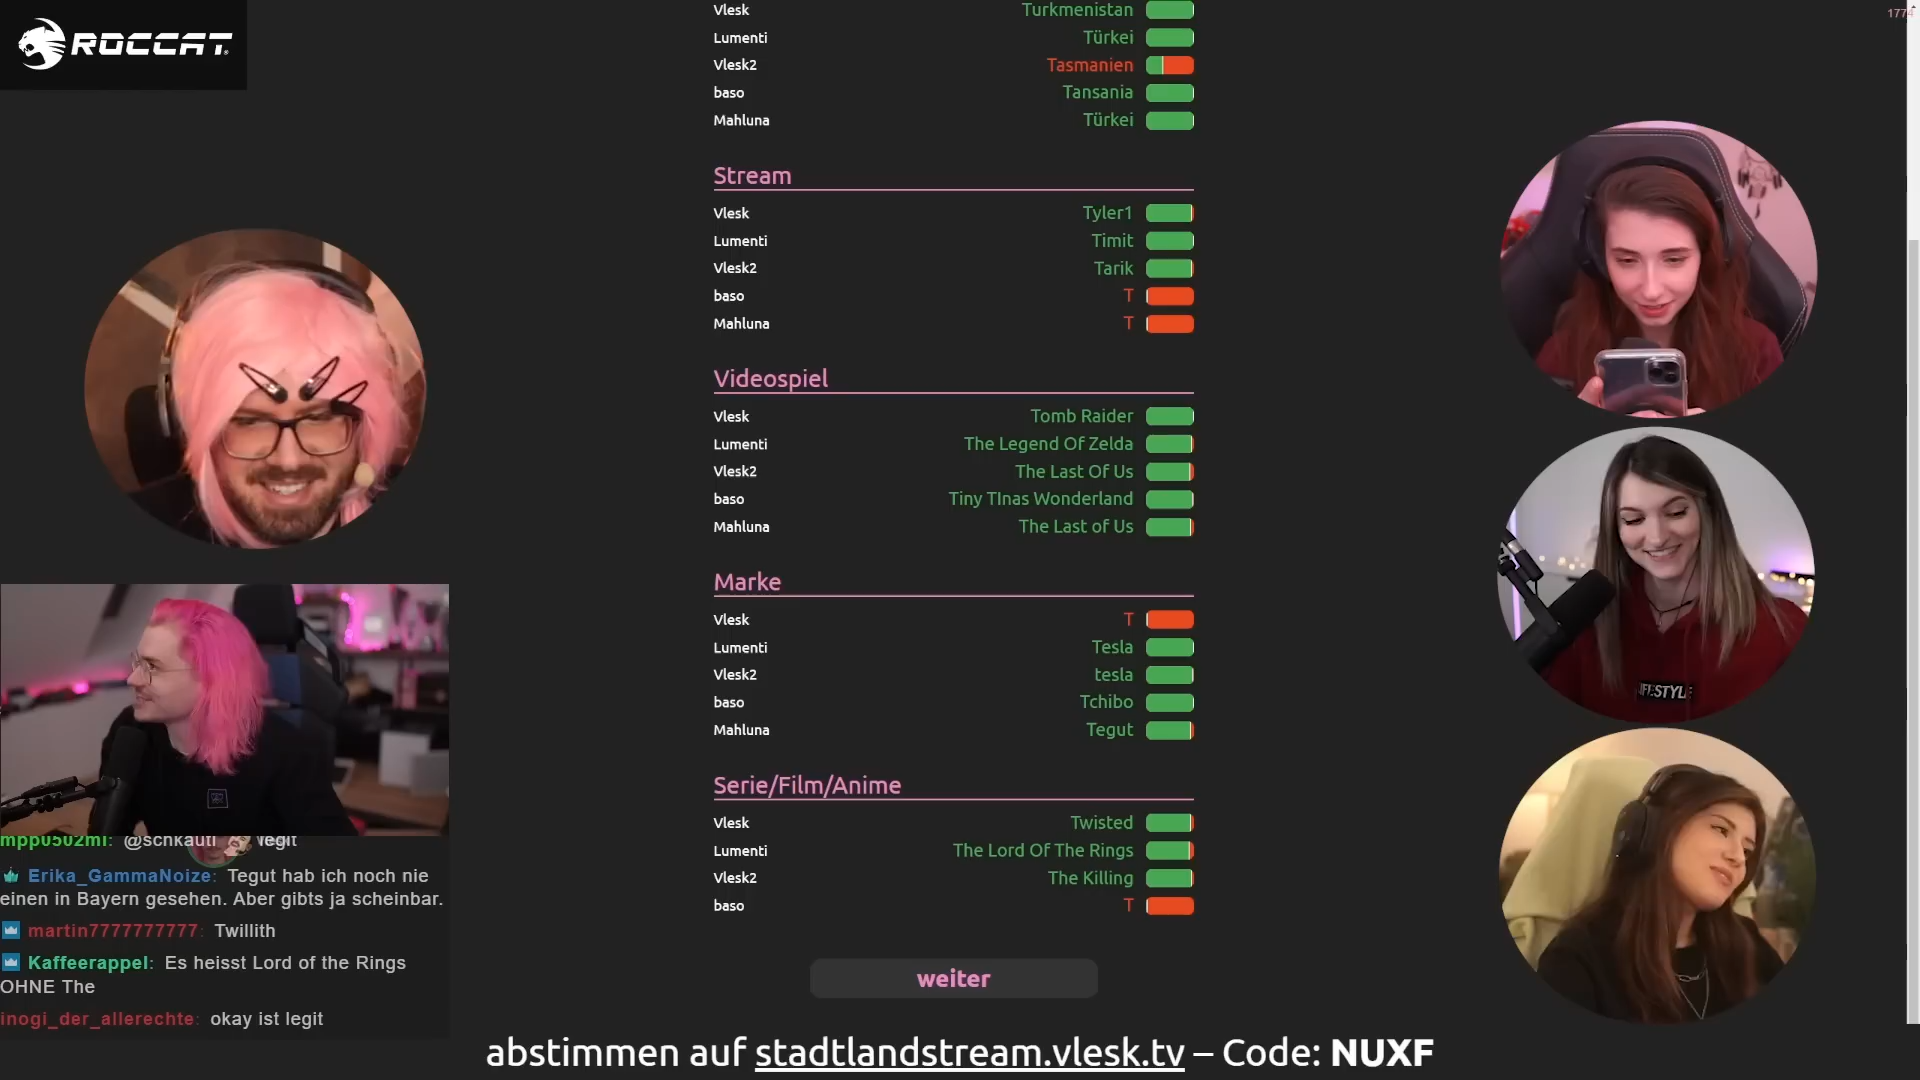 ROCCAT
Vlesk Turkmenistan
Lumenti Türkei
Vlesk2 Tasmanien
baso Tansania
Mahluna Türkei
Stream
Vlesk Tyler1
Lumenti Timit
Vlesk2 Tarik
baso T
Mahluna T
Videospiel
Vlesk Tomb Raider
Lumenti The Legend Of Zelda
Vlesk2 The Last Of Us
baso Tiny TInas Wonderland
Mahluna The Last of Us
Marke
Vlesk T
Lumenti Tesla
Vlesk2 tesla
baso Tchibo
Mahluna Tegut
Serie/Film/Anime
Vlesk Twisted
Lumenti The Lord Of The Rings
Vlesk2 The Killing
baso T
weiter
abstimmen auf stadtlandstream.vlesk.tv – Code: NUXF
mpp0502ml: @schkauti legit
Erika_GammaNoize: Tegut hab ich noch nie
einen in Bayern gesehen. Aber gibts ja scheinbar.
martin7777777777: Twillith
Kaffeerappel: Es heisst Lord of the Rings
OHNE The
inogi_der_allerechte: okay ist legit